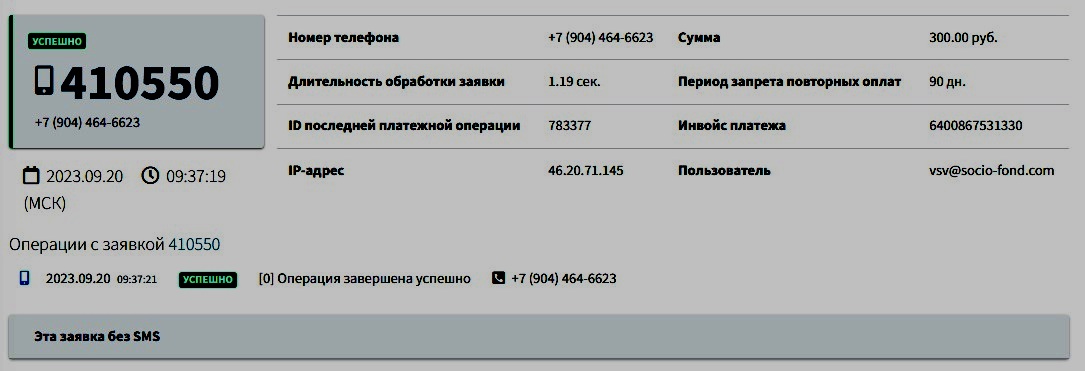 УСПЕШНО
410550
+7 (904) 464-6623
2023.09.20 09:37:19
(МСК)
Номер телефона +7 (904) 464-6623 Сумма 300.00 руб.
Длительность обработки заявки 1.19 сек. Период запрета повторных оплат 90 дн.
ID последней платежной операции 783377 Инвойс платежа 6400867531330
IP-адрес 46.20.71.145 Пользователь vsv@socio-fond.com
Операции с заявкой 410550
2023.09.20 09:37:21 УСПЕШНО [0] Операция завершена успешно +7 (904) 464-6623
Эта заявка без SMS